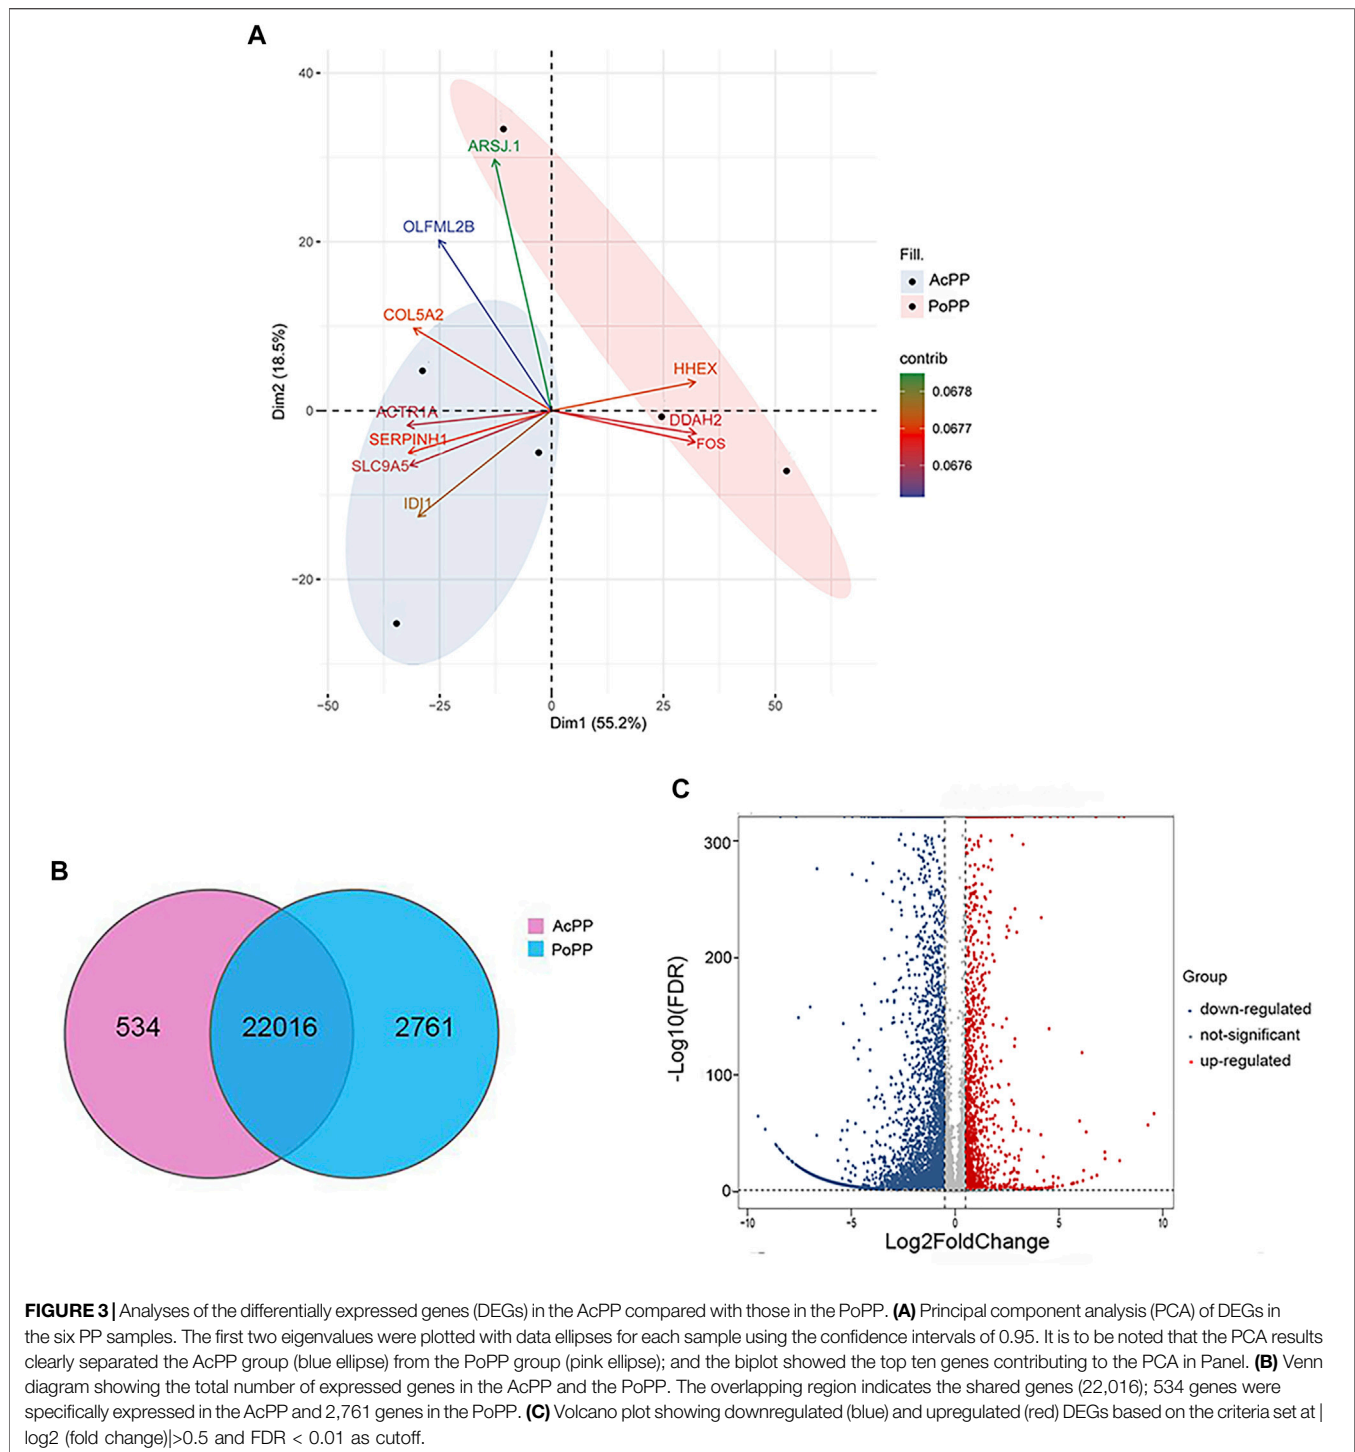 A
40
20
0
−20
Dim2 (18.5%)
−50
−25
0
25
50
Dim1 (55.2%)
ARSJ.1
OLFML2B
COL5A2
HHEX
ACTR1A
DDAH2
SERPINH1
FOS
SLC9A5
IDI1
Fill.
AcPP
PoPP
contrib
0.0678
0.0677
0.0676
B
534
22016
2761
AcPP
PoPP
C
300
200
100
0
-Log10(FDR)
−10
−5
0
5
10
Log2FoldChange
Group
down-regulated
not-significant
up-regulated
FIGURE 3 | Analyses of the differentially expressed genes (DEGs) in the AcPP compared with those in the PoPP. (A) Principal component analysis (PCA) of DEGs in
the six PP samples. The first two eigenvalues were plotted with data ellipses for each sample using the confidence intervals of 0.95. It is to be noted that the PCA results
clearly separated the AcPP group (blue ellipse) from the PoPP group (pink ellipse); and the biplot showed the top ten genes contributing to the PCA in Panel. (B) Venn
diagram showing the total number of expressed genes in the AcPP and the PoPP. The overlapping region indicates the shared genes (22,016); 534 genes were
specifically expressed in the AcPP and 2,761 genes in the PoPP. (C) Volcano plot showing downregulated (blue) and upregulated (red) DEGs based on the criteria set at |
log2 (fold change)|>0.5 and FDR < 0.01 as cutoff.